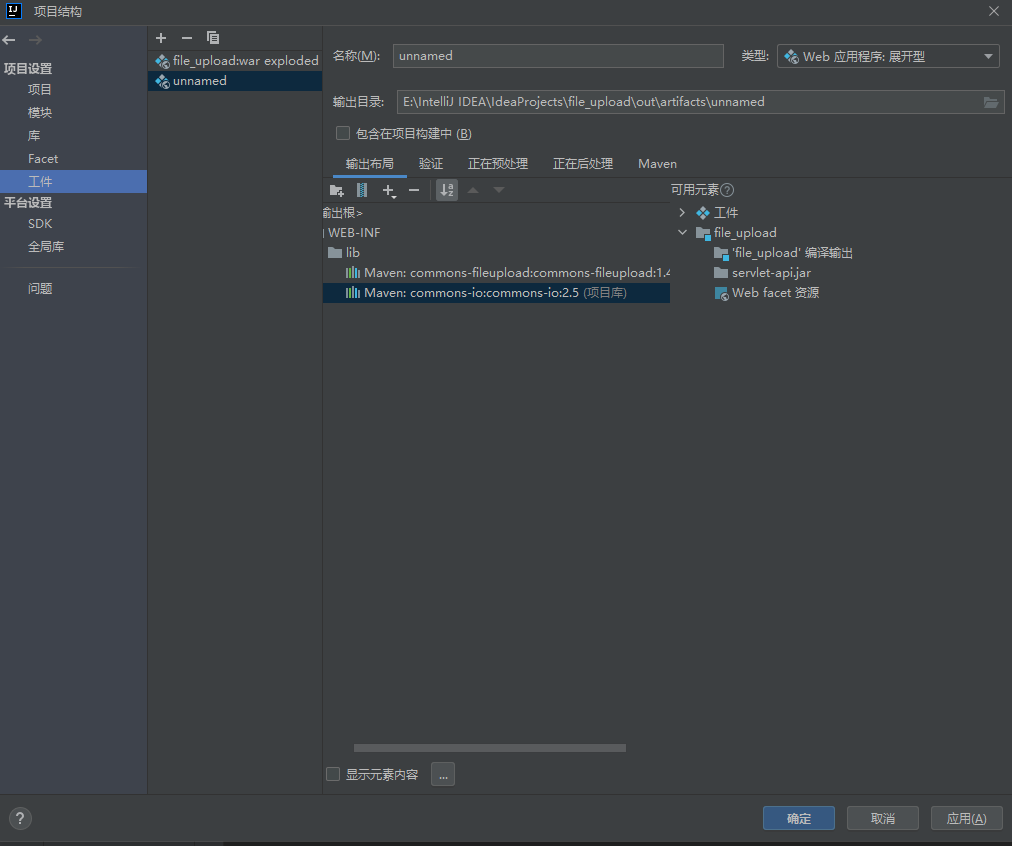 项目结构
项目设置
项目
模块
库
Facet
工件
平台设置
SDK
全局库
问题
file_upload:war exploded
unnamed
名称(M): unnamed 类型: Web 应用程序: 展开型
输出目录: E:\IntelliJ IDEA\IdeaProjects\file_upload\out\artifacts\unnamed
包含在项目构建中 (B)
输出布局 验证 正在预处理 正在后处理 Maven
输出根>
WEB-INF
lib
Maven: commons-fileupload:commons-fileupload:1.4
Maven: commons-io:commons-io:2.5 (项目库)
可用元素
工件
file_upload
'file_upload' 编译输出
servlet-api.jar
Web facet 资源
显示元素内容 ...
? 确定 取消 应用(A)